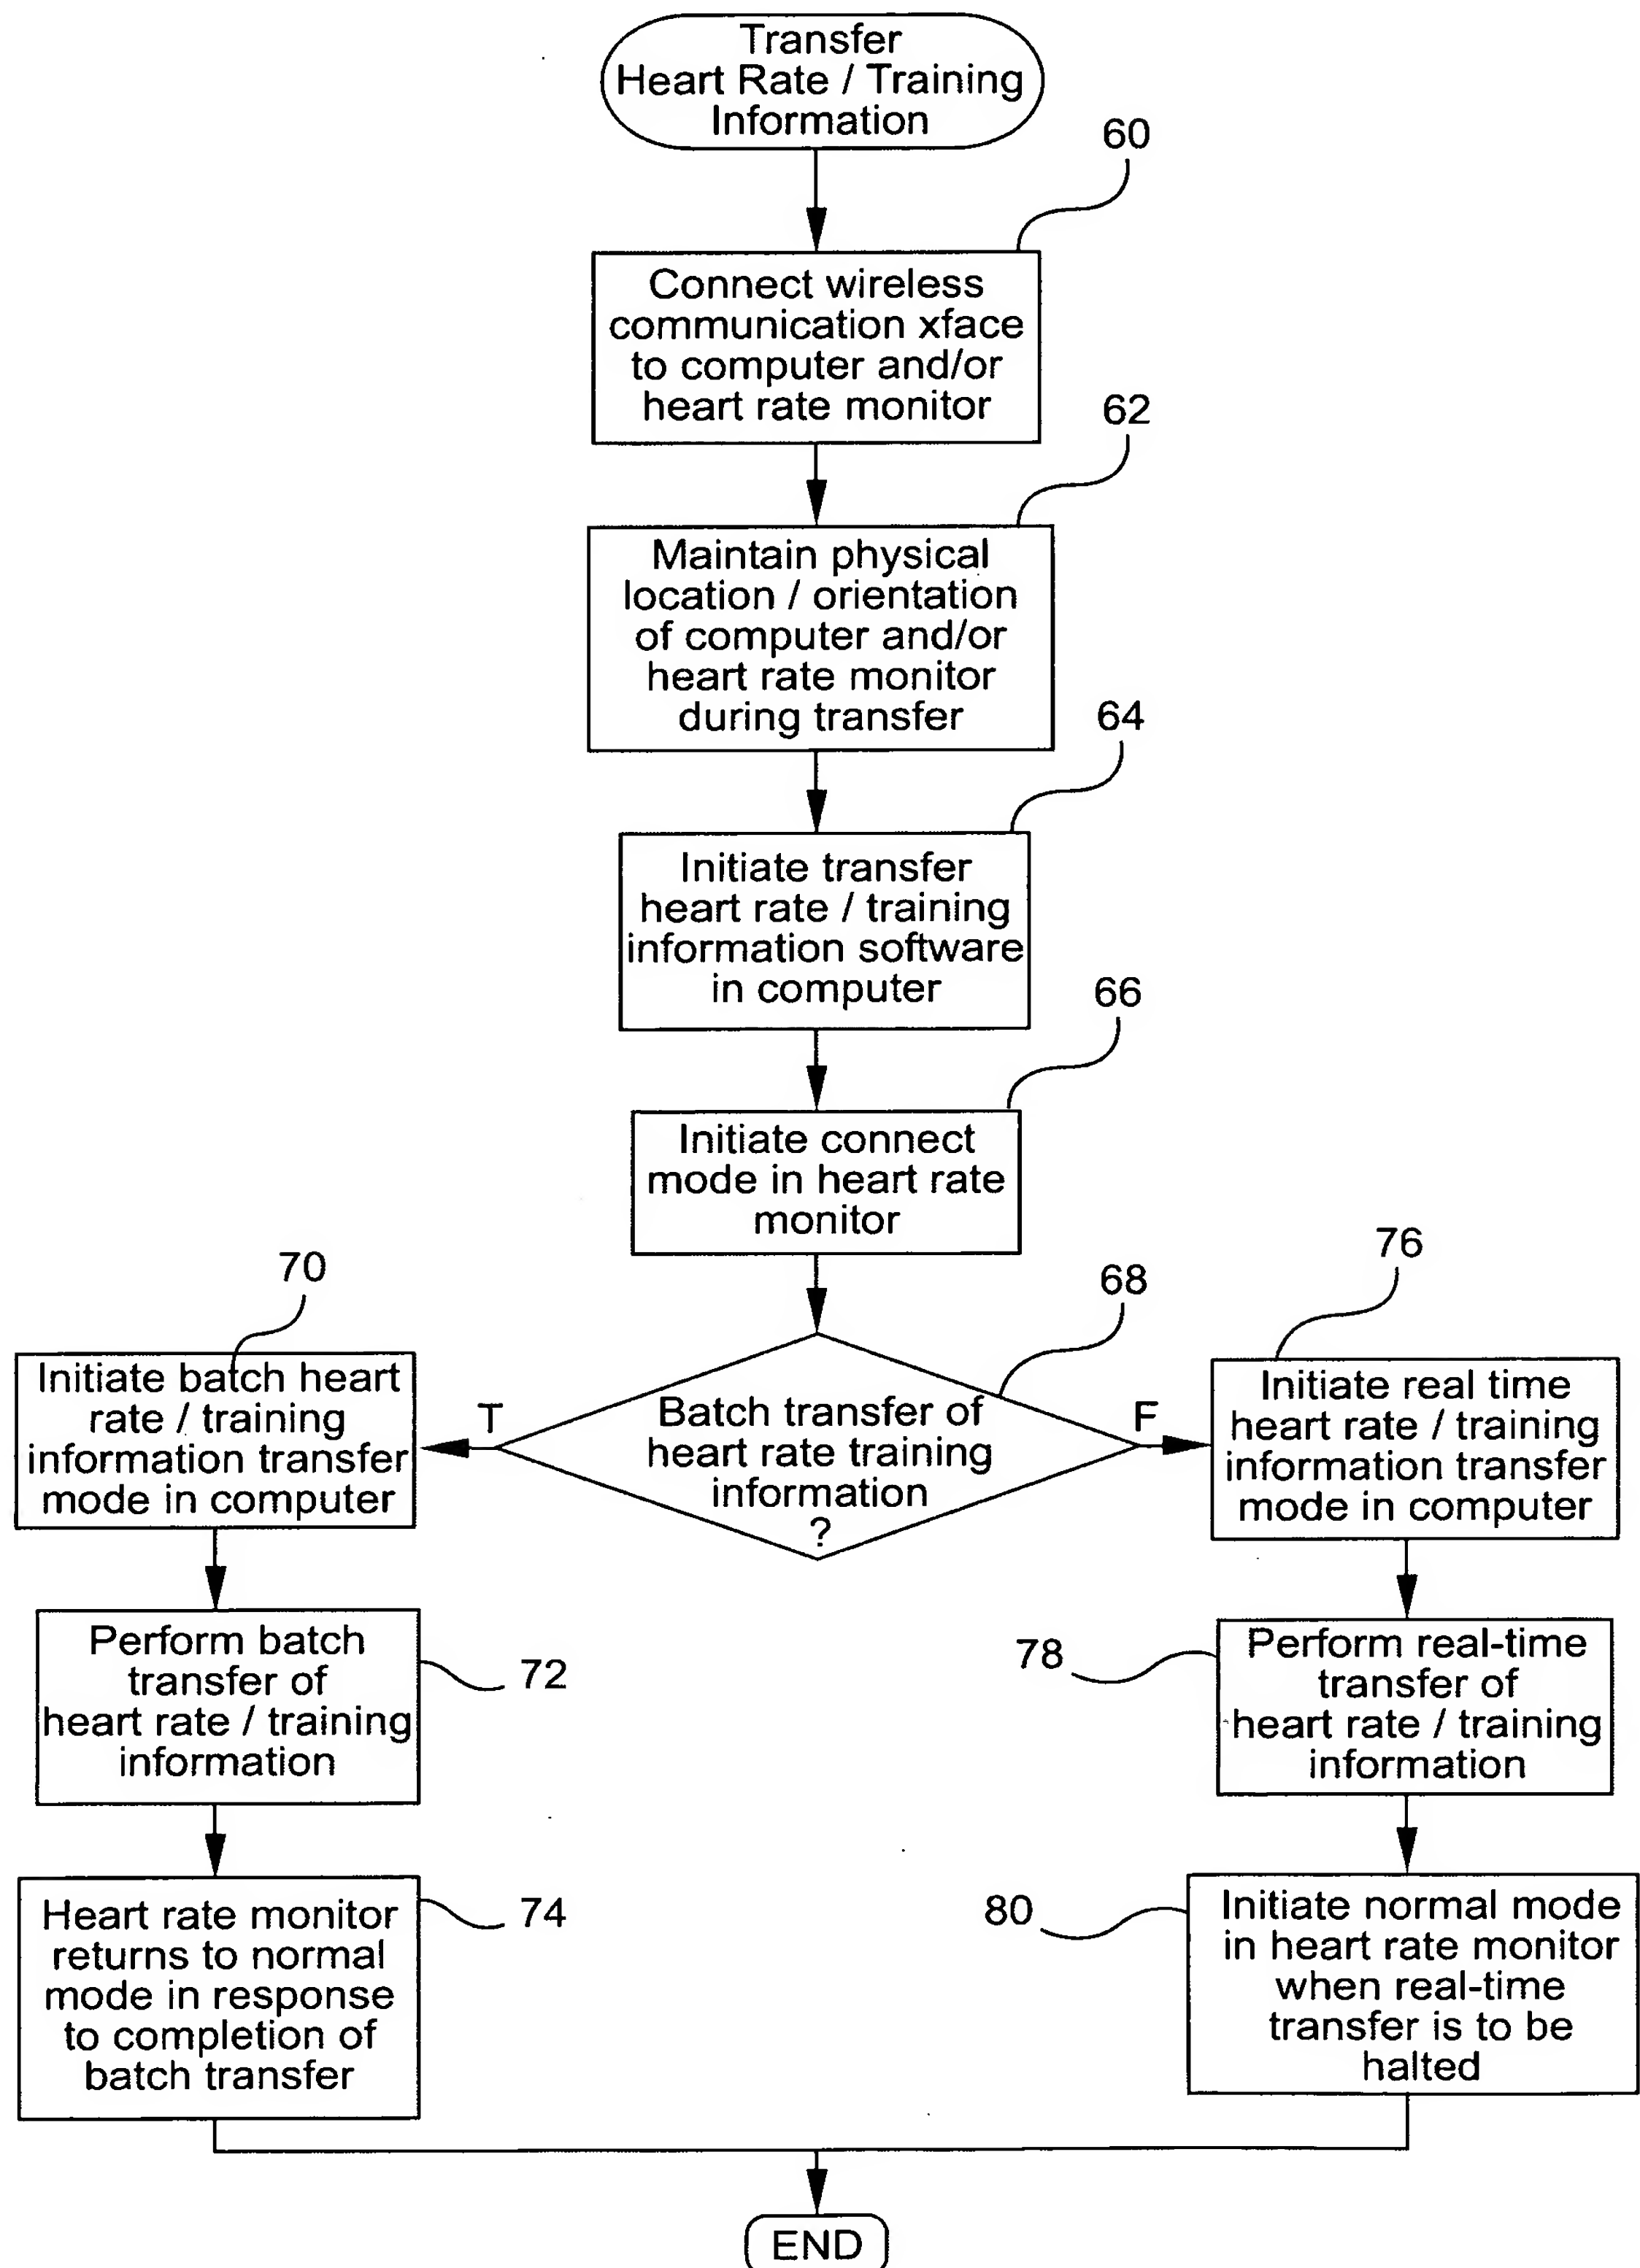 Transfer
Heart Rate / Training
Information
60
Connect wireless
communication xface
to computer and/or
heart rate monitor
62
Maintain physical
location / orientation
of computer and/or
heart rate monitor
during transfer
64
Initiate transfer
heart rate / training
information software
in computer
66
Initiate connect
mode in heart rate
monitor
68
Batch transfer of
heart rate training
information
?
T
F
70
Initiate batch heart
rate / training
information transfer
mode in computer
72
Perform batch
transfer of
heart rate / training
information
74
Heart rate monitor
returns to normal
mode in response
to completion of
batch transfer
76
Initiate real time
heart rate / training
information transfer
mode in computer
78
Perform real-time
transfer of
heart rate / training
information
80
Initiate normal mode
in heart rate monitor
when real-time
transfer is to be
halted
END